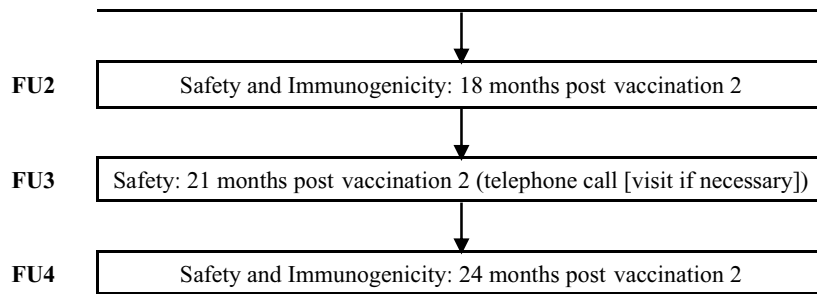 FU2 Safety and Immunogenicity: 18 months post vaccination 2
FU3 Safety: 21 months post vaccination 2 (telephone call [visit if necessary])
FU4 Safety and Immunogenicity: 24 months post vaccination 2